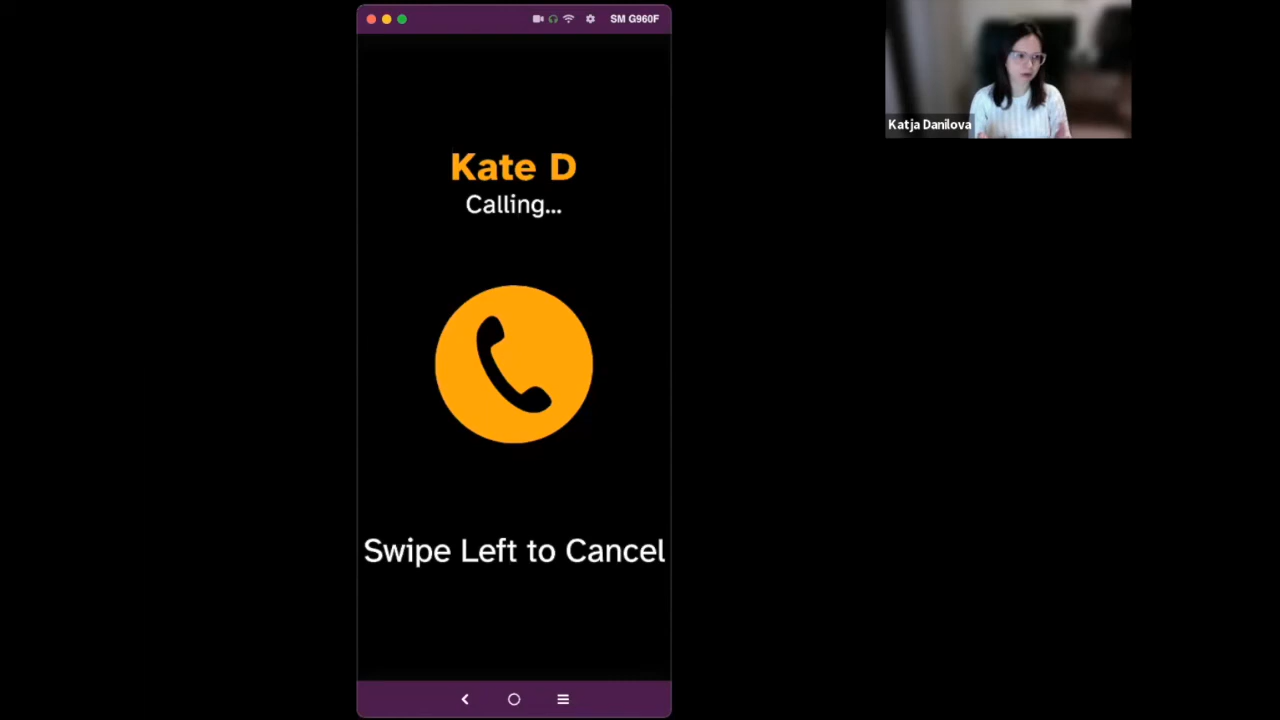 SM G960F
Katja Danilova
Kate D
Calling...
Swipe Left to Cancel